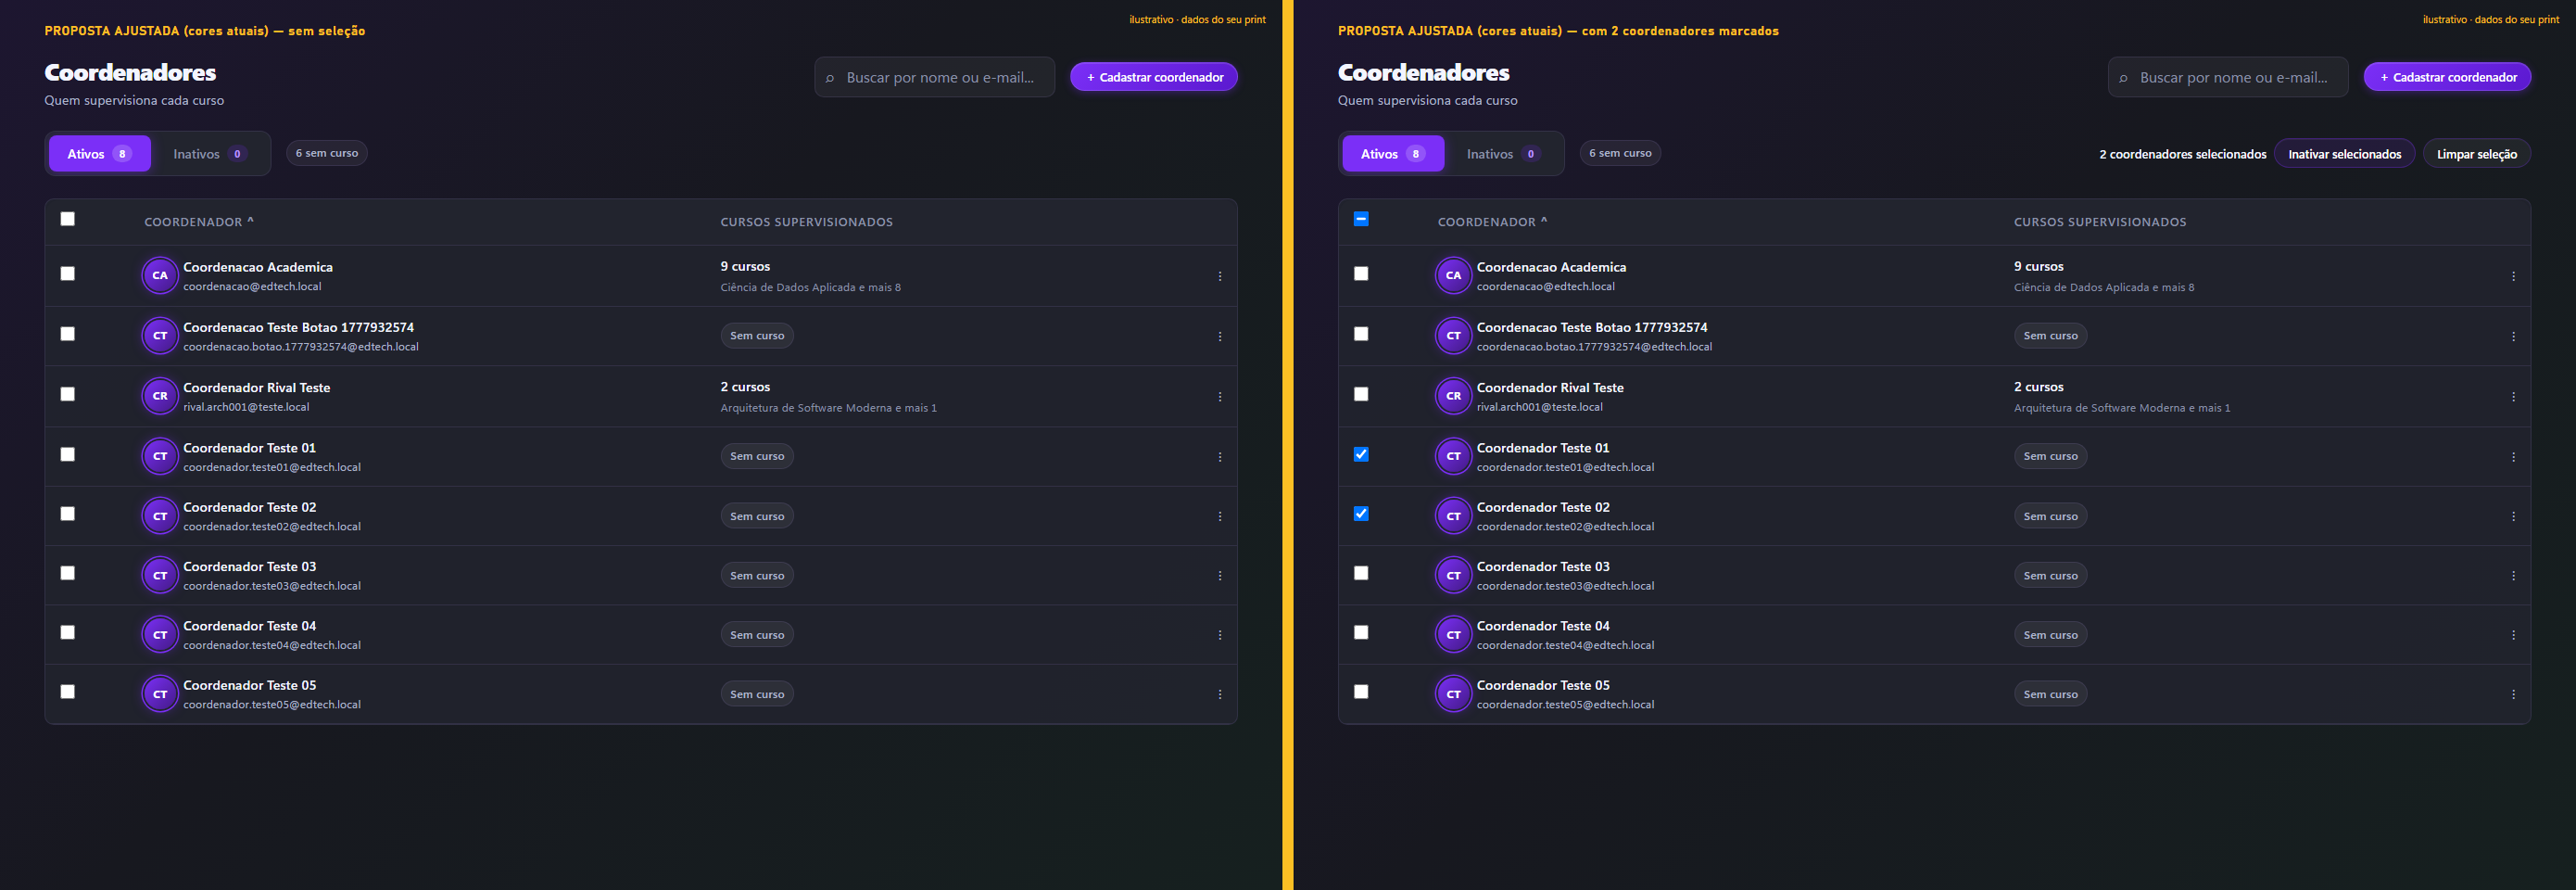 ilustrativo · dados do seu print
PROPOSTA AJUSTADA (cores atuais) — sem seleção
Coordenadores
Quem supervisiona cada curso
Buscar por nome ou e-mail...
+ Cadastrar coordenador
Ativos 8
Inativos 0
6 sem curso
COORDENADOR ^
CURSOS SUPERVISIONADOS
CA
Coordenacao Academica
coordenacao@edtech.local
9 cursos
Ciência de Dados Aplicada e mais 8
CT
Coordenacao Teste Botao 1777932574
coordenacao.botao.1777932574@edtech.local
Sem curso
CR
Coordenador Rival Teste
rival.arch001@teste.local
2 cursos
Arquitetura de Software Moderna e mais 1
CT
Coordenador Teste 01
coordenador.teste01@edtech.local
Sem curso
CT
Coordenador Teste 02
coordenador.teste02@edtech.local
Sem curso
CT
Coordenador Teste 03
coordenador.teste03@edtech.local
Sem curso
CT
Coordenador Teste 04
coordenador.teste04@edtech.local
Sem curso
CT
Coordenador Teste 05
coordenador.teste05@edtech.local
Sem curso
ilustrativo · dados do seu print
PROPOSTA AJUSTADA (cores atuais) — com 2 coordenadores marcados
Coordenadores
Quem supervisiona cada curso
Buscar por nome ou e-mail...
+ Cadastrar coordenador
Ativos 8
Inativos 0
6 sem curso
2 coordenadores selecionados
Inativar selecionados
Limpar seleção
COORDENADOR ^
CURSOS SUPERVISIONADOS
CA
Coordenacao Academica
coordenacao@edtech.local
9 cursos
Ciência de Dados Aplicada e mais 8
CT
Coordenacao Teste Botao 1777932574
coordenacao.botao.1777932574@edtech.local
Sem curso
CR
Coordenador Rival Teste
rival.arch001@teste.local
2 cursos
Arquitetura de Software Moderna e mais 1
CT
Coordenador Teste 01
coordenador.teste01@edtech.local
Sem curso
CT
Coordenador Teste 02
coordenador.teste02@edtech.local
Sem curso
CT
Coordenador Teste 03
coordenador.teste03@edtech.local
Sem curso
CT
Coordenador Teste 04
coordenador.teste04@edtech.local
Sem curso
CT
Coordenador Teste 05
coordenador.teste05@edtech.local
Sem curso